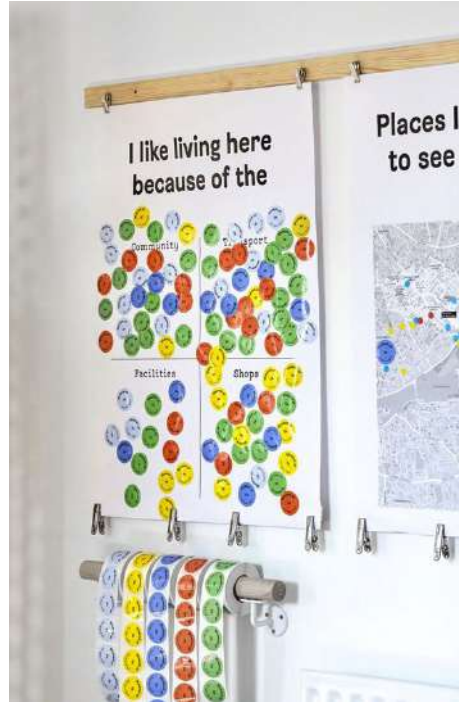 I like living here
because of the
Community
Transport
Facilities
Shops
Places I
to see